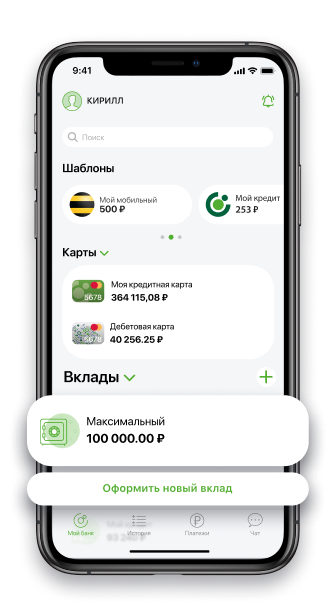 9:41
КИРИЛЛ
Поиск
Шаблоны
Мой мобильный
500 ₽
Мой кредит
253 ₽
Карты
5678
Моя кредитная карта
364 115,08 ₽
5678
Дебетовая карта
40 256.25 ₽
Вклады
+
Максимальный
100 000.00 ₽
Оформить новый вклад
Мой банк
История
Платежи
Чат